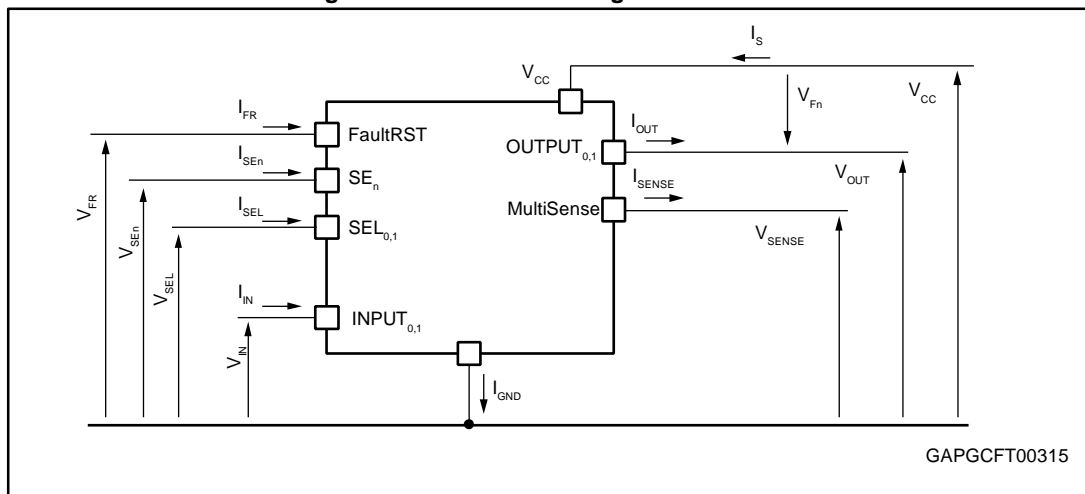 I_S
V_CC
V_Fn
V_CC
I_FR
FaultRST
I_OUT
OUTPUT_0,1
I_SEn
SE_n
V_OUT
I_SENSE
MultiSense
V_FR
I_SEL
SEL_0,1
V_SEn
V_SENSE
V_SEL
I_IN
INPUT_0,1
V_IN
I_GND
GAPGCFT00315